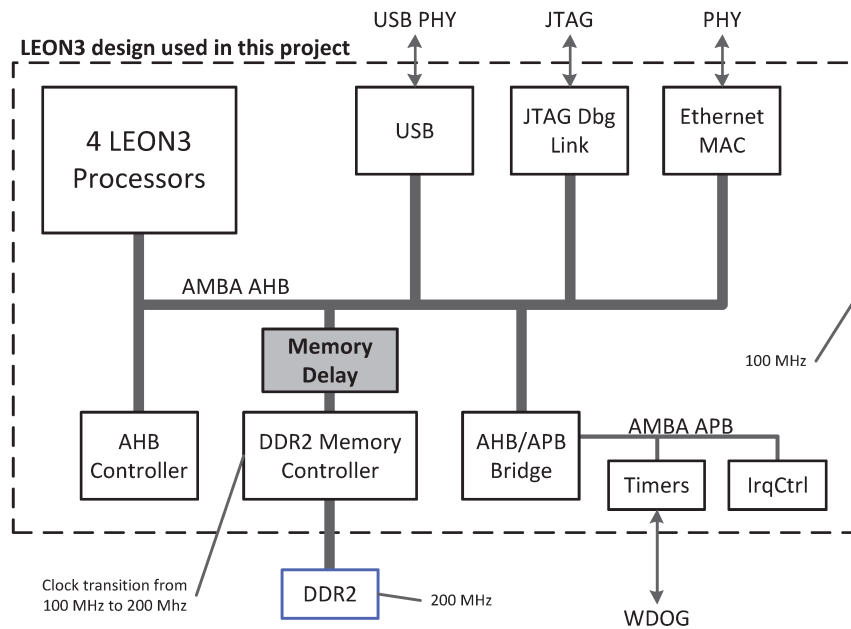 USB PHY
JTAG
PHY
LEON3 design used in this project
4 LEON3
Processors
USB
JTAG Dbg
Link
Ethernet
MAC
AMBA AHB
Memory
Delay
100 MHz
AHB
Controller
DDR2 Memory
Controller
AHB/APB
Bridge
AMBA APB
Timers
IrqCtrl
Clock transition from
100 MHz to 200 Mhz
DDR2
200 MHz
WDOG